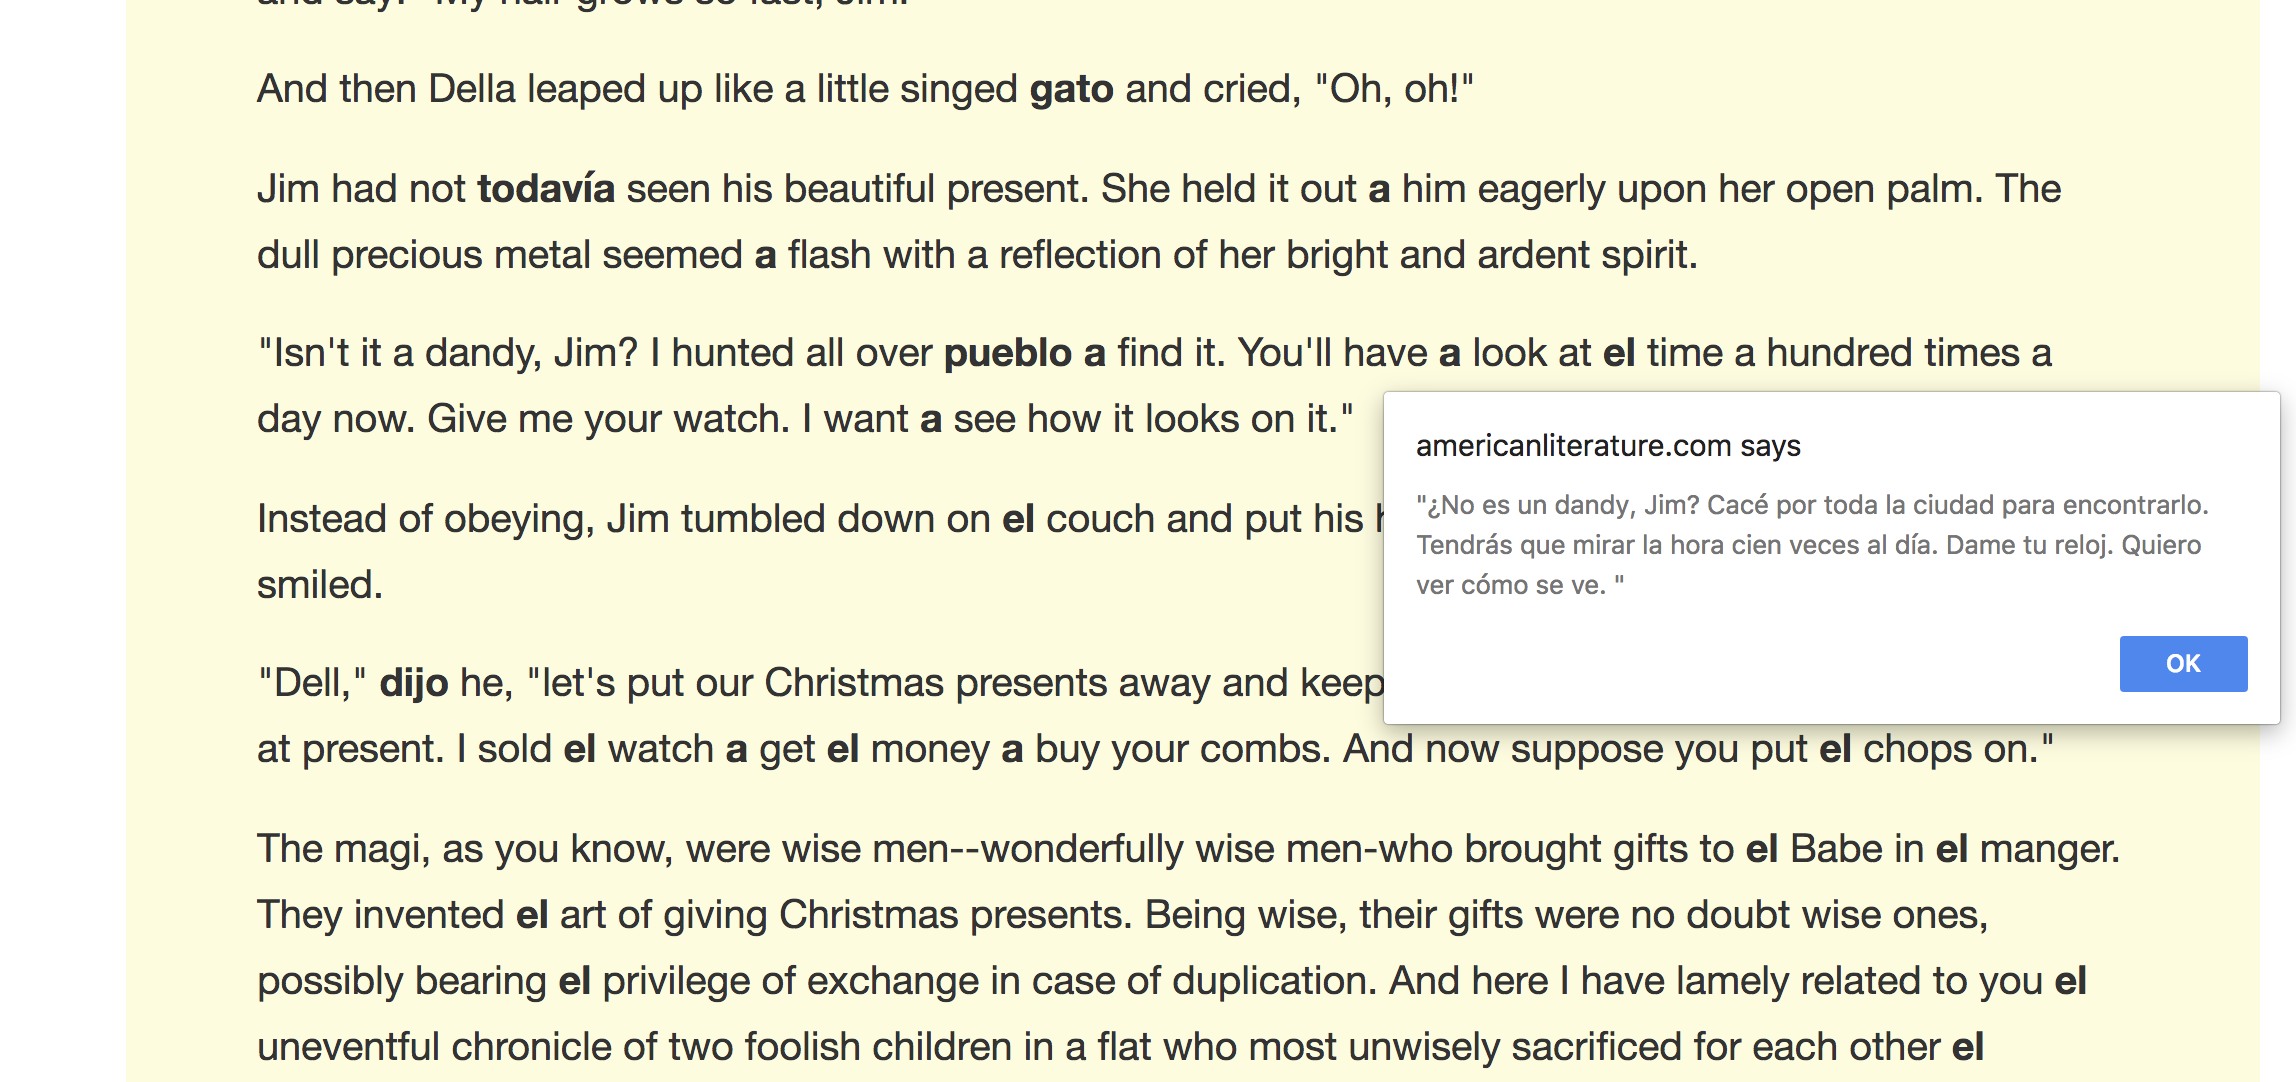 And then Della leaped up like a little singed gato and cried, "Oh, oh!"
Jim had not todavía seen his beautiful present. She held it out a him eagerly upon her open palm. The
dull precious metal seemed a flash with a reflection of her bright and ardent spirit.
"Isn't it a dandy, Jim? I hunted all over pueblo a find it. You'll have a look at el time a hundred times a
day now. Give me your watch. I want a see how it looks on it."
Instead of obeying, Jim tumbled down on el couch and put his
smiled.
"Dell," dijo he, "let's put our Christmas presents away and keep
at present. I sold el watch a get el money a buy your combs. And now suppose you put el chops on."
The magi, as you know, were wise men--wonderfully wise men-who brought gifts to el Babe in el manger.
They invented el art of giving Christmas presents. Being wise, their gifts were no doubt wise ones,
possibly bearing el privilege of exchange in case of duplication. And here I have lamely related to you el
uneventful chronicle of two foolish children in a flat who most unwisely sacrificed for each other el
americanliterature.com says
"¿No es un dandy, Jim? Cacé por toda la ciudad para encontrarlo.
Tendrás que mirar la hora cien veces al día. Dame tu reloj. Quiero
ver cómo se ve. "
OK